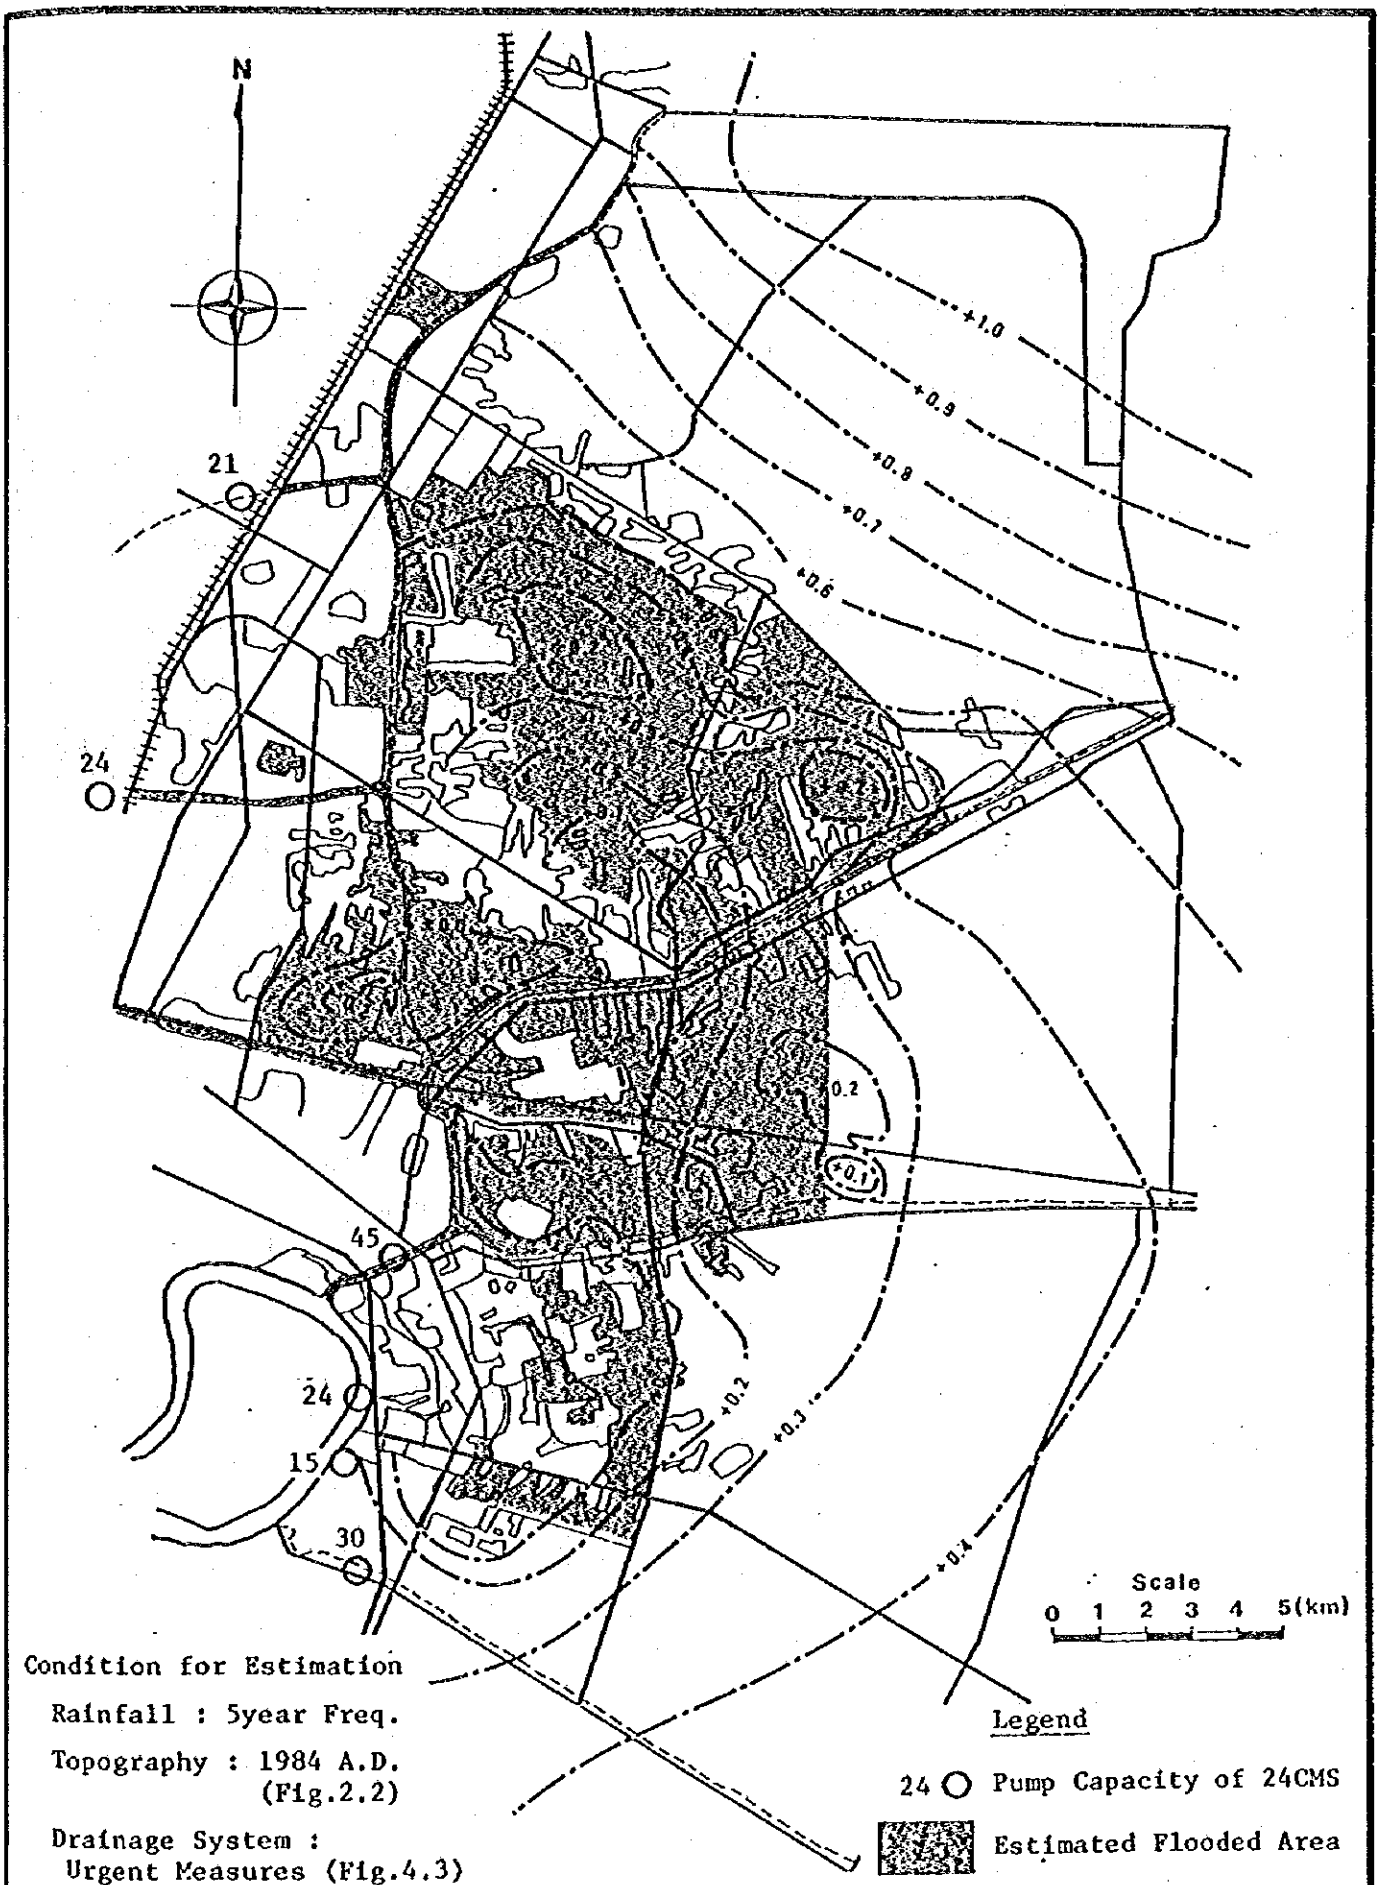 N
+1.0
+0.9
+0.8
+0.7
+0.6
21
24
0.2
+0.1
45
24
15
30
+0.2
+0.3
+0.4
Scale
0 1 2 3 4 5(km)
Condition for Estimation
Rainfall : 5year Freq.
Topography : 1984 A.D.
(Fig.2.2)
Drainage System :
Urgent Measures (Fig.4.3)
Legend
24 Pump Capacity of 24CMS
Estimated Flooded Area